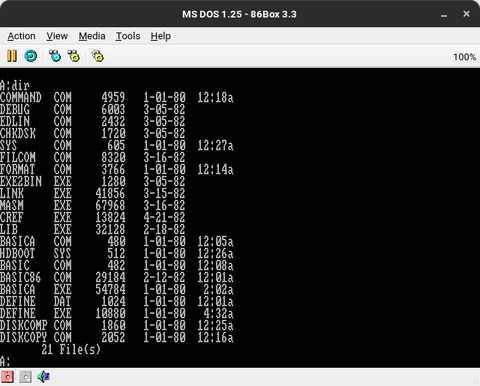 MS DOS 1.25 - 86Box 3.3
Action View Media Tools Help
100%
A:dir
COMMAND COM 4959 1-01-80 12:18a
DEBUG COM 6003 3-05-82
EDLIN COM 2432 3-05-82
CHKDSK COM 1720 3-05-82
SYS COM 605 1-01-80 12:27a
FILCOM COM 8320 3-16-82
FORMAT COM 3766 1-01-80 12:14a
EXE2BIN EXE 1280 3-05-82
LINK EXE 41856 3-15-82
MASM EXE 67968 3-16-82
CREF EXE 13824 4-21-82
LIB EXE 32128 2-18-82
BASICA COM 480 1-01-80 12:05a
HDBOOT SYS 512 1-01-80 12:26a
BASIC COM 482 1-01-80 12:08a
BASIC86 COM 29184 2-12-82 12:01a
BASICA EXE 54784 1-01-80 2:02a
DEFINE DAT 1024 1-01-80 12:01a
DEFINE EXE 10880 1-01-80 4:32a
DISKCOMP COM 1860 1-01-80 12:25a
DISKCOPY COM 2052 1-01-80 12:16a
21 File(s)
A: